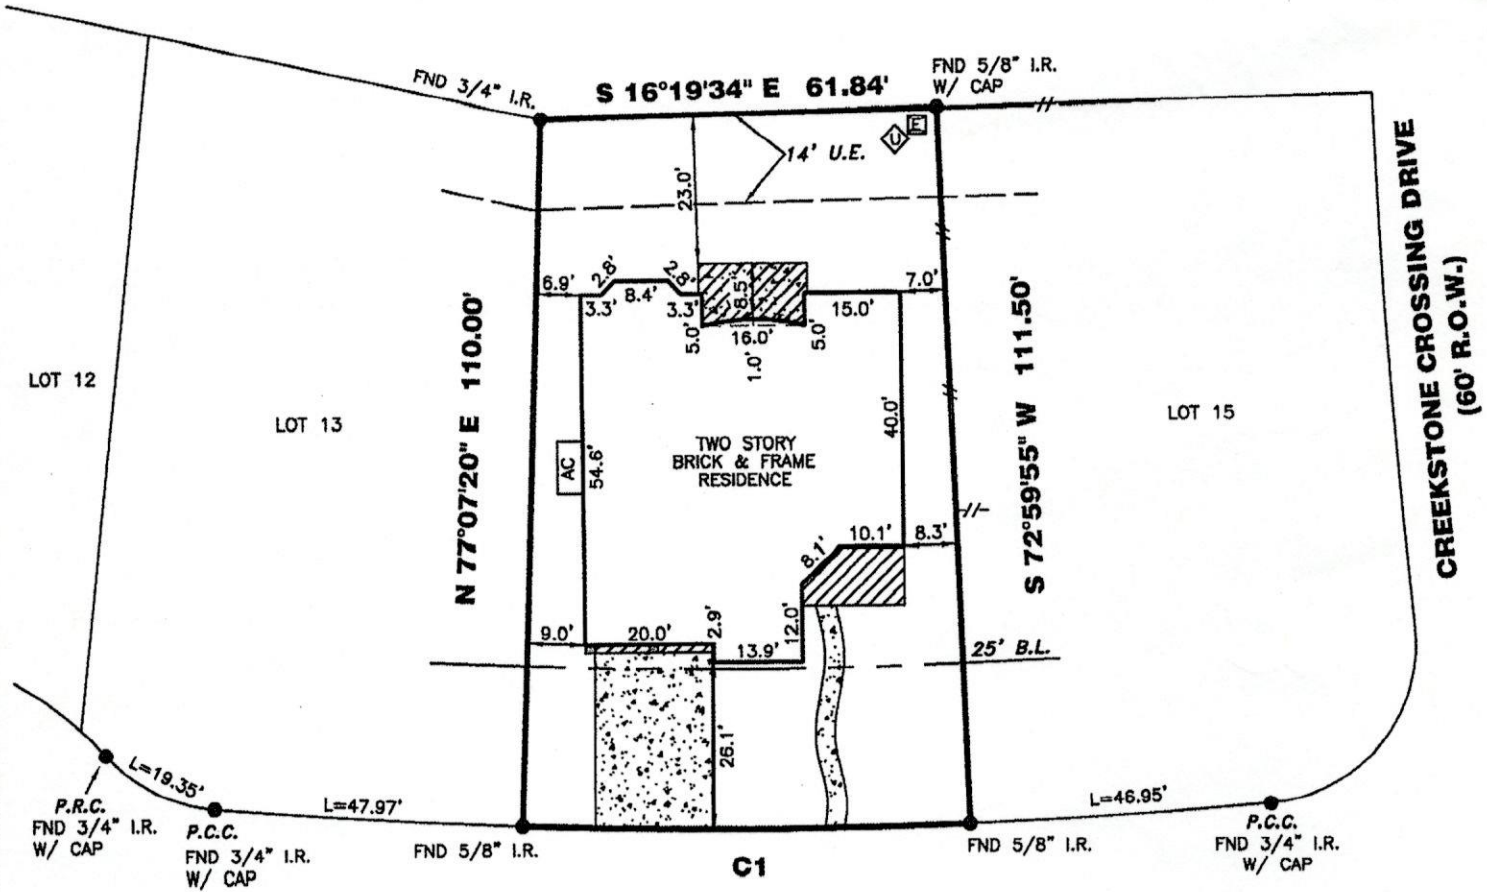 FND 3/4" I.R.
S 16°19'34" E 61.84'
FND 5/8" I.R.
W/ CAP
U
E
14' U.E.
23.0'
CREEKSTONE CROSSING DRIVE
(60' R.O.W.)
6.9'
2.8'
8.4'
2.8'
3.3'
3.3'
8.5'
5.0'
16.0'
5.0'
1.0'
15.0'
7.0'
N 77°07'20" E 110.00'
S 72°59'55" W 111.50'
LOT 12
LOT 13
LOT 15
AC
54.6'
TWO STORY
BRICK & FRAME
RESIDENCE
40.0'
8.1'
10.1'
8.3'
9.0'
20.0'
2.9'
13.9'
12.0'
25' B.L.
26.1'
L=19.35'
L=47.97'
L=46.95'
P.R.C.
FND 3/4" I.R.
W/ CAP
P.C.C.
FND 3/4" I.R.
W/ CAP
FND 5/8" I.R.
C1
FND 5/8" I.R.
P.C.C.
FND 3/4" I.R.
W/ CAP